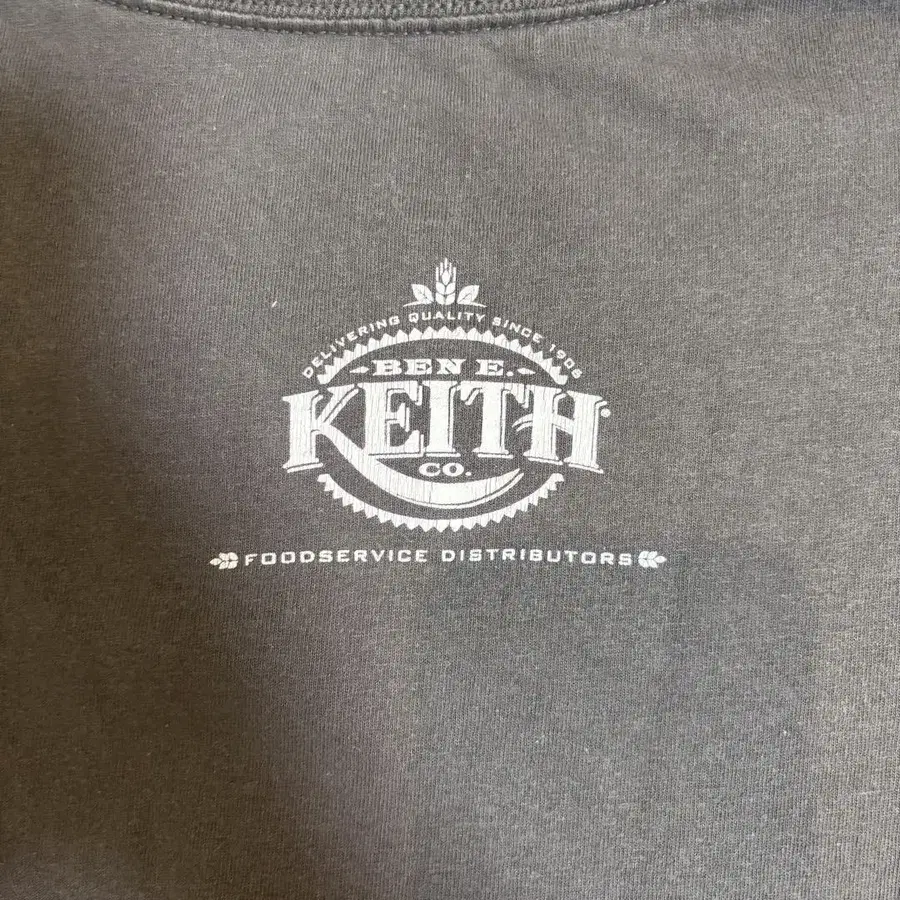 DELIVERING QUALITY SINCE 1906
BEN E.
KEITH®
CO.
FOODSERVICE DISTRIBUTORS